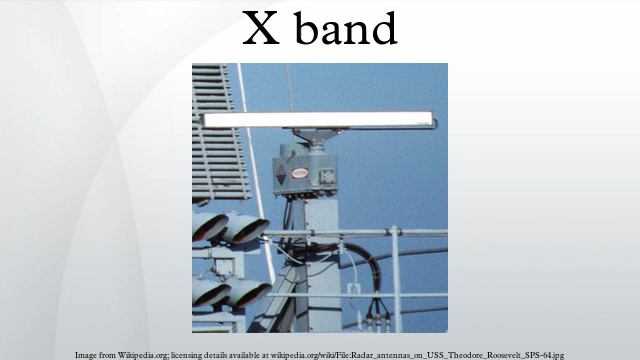 X band
Image from Wikipedia.org; licensing details available at wikipedia.org/wiki/File:Radar_antennas_on_USS_Theodore_Roosevelt_SPS-64.jpg